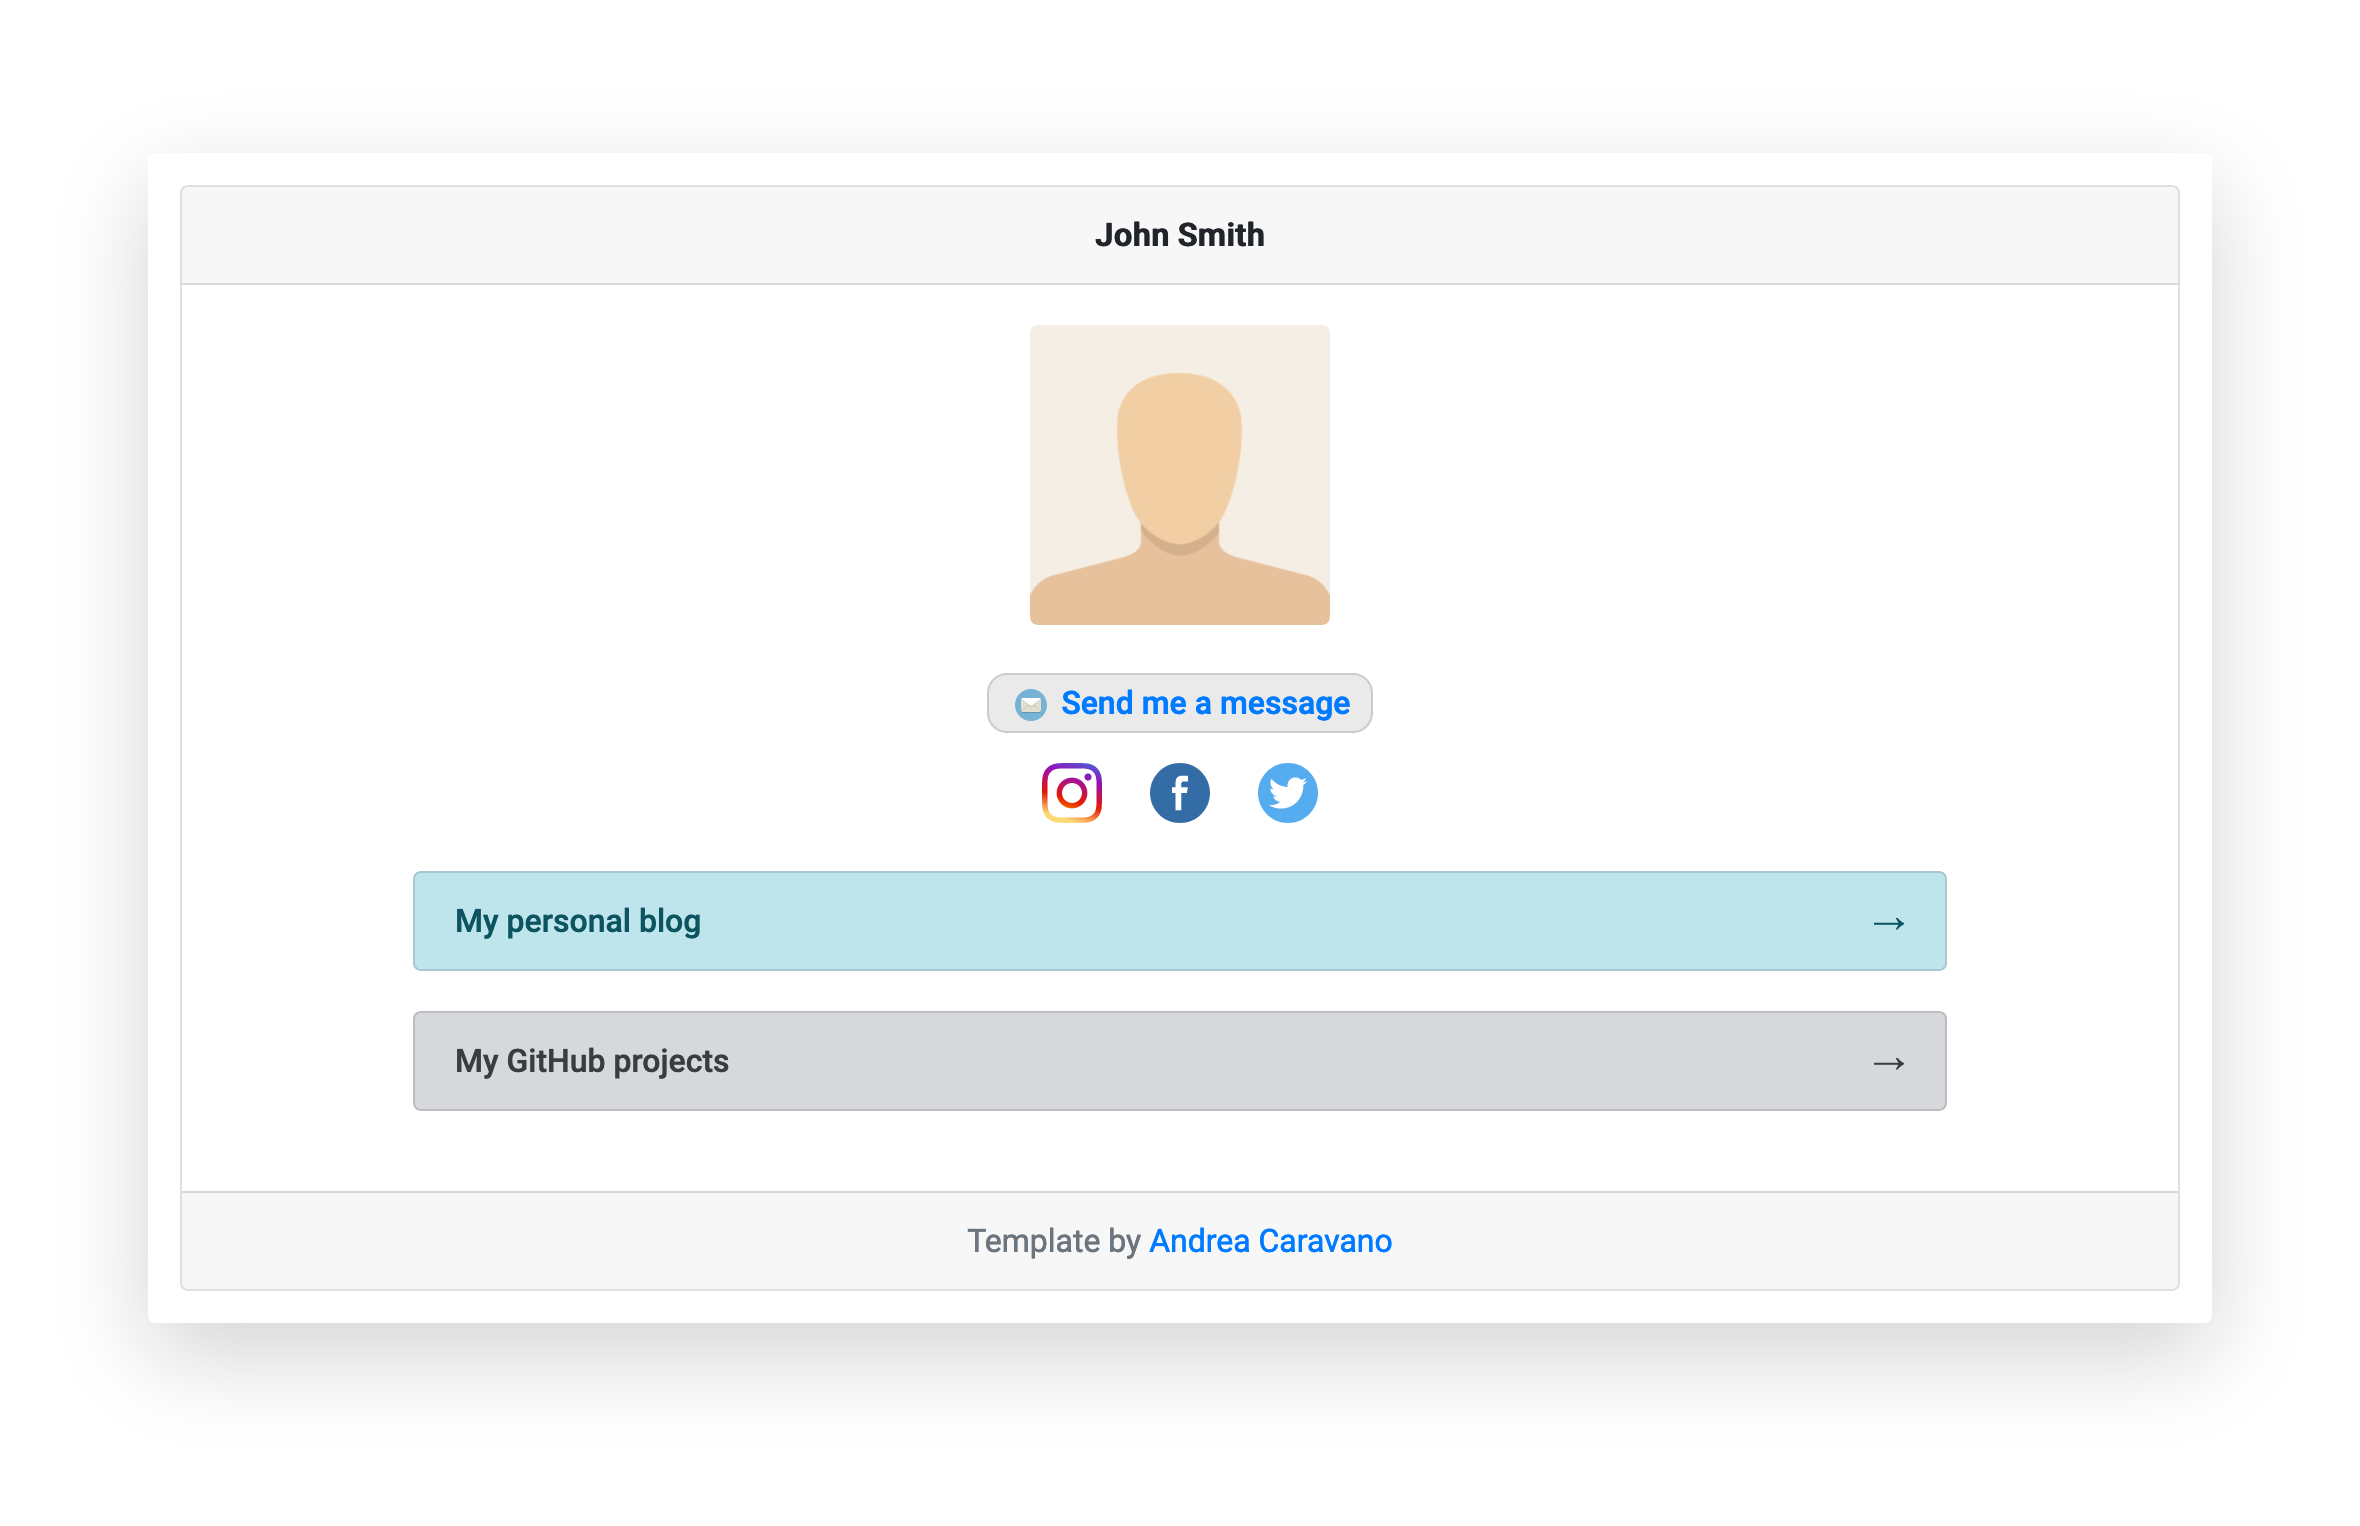 John Smith
Send me a message
My personal blog →
My GitHub projects →
Template by Andrea Caravano